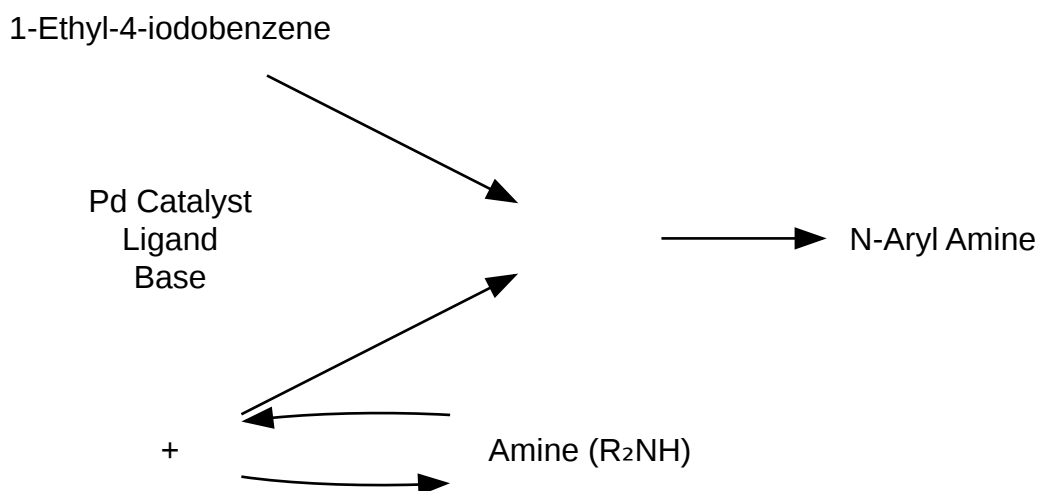 1-Ethyl-4-iodobenzene
Pd Catalyst
Ligand
Base
N-Aryl Amine
+
Amine (R₂NH)